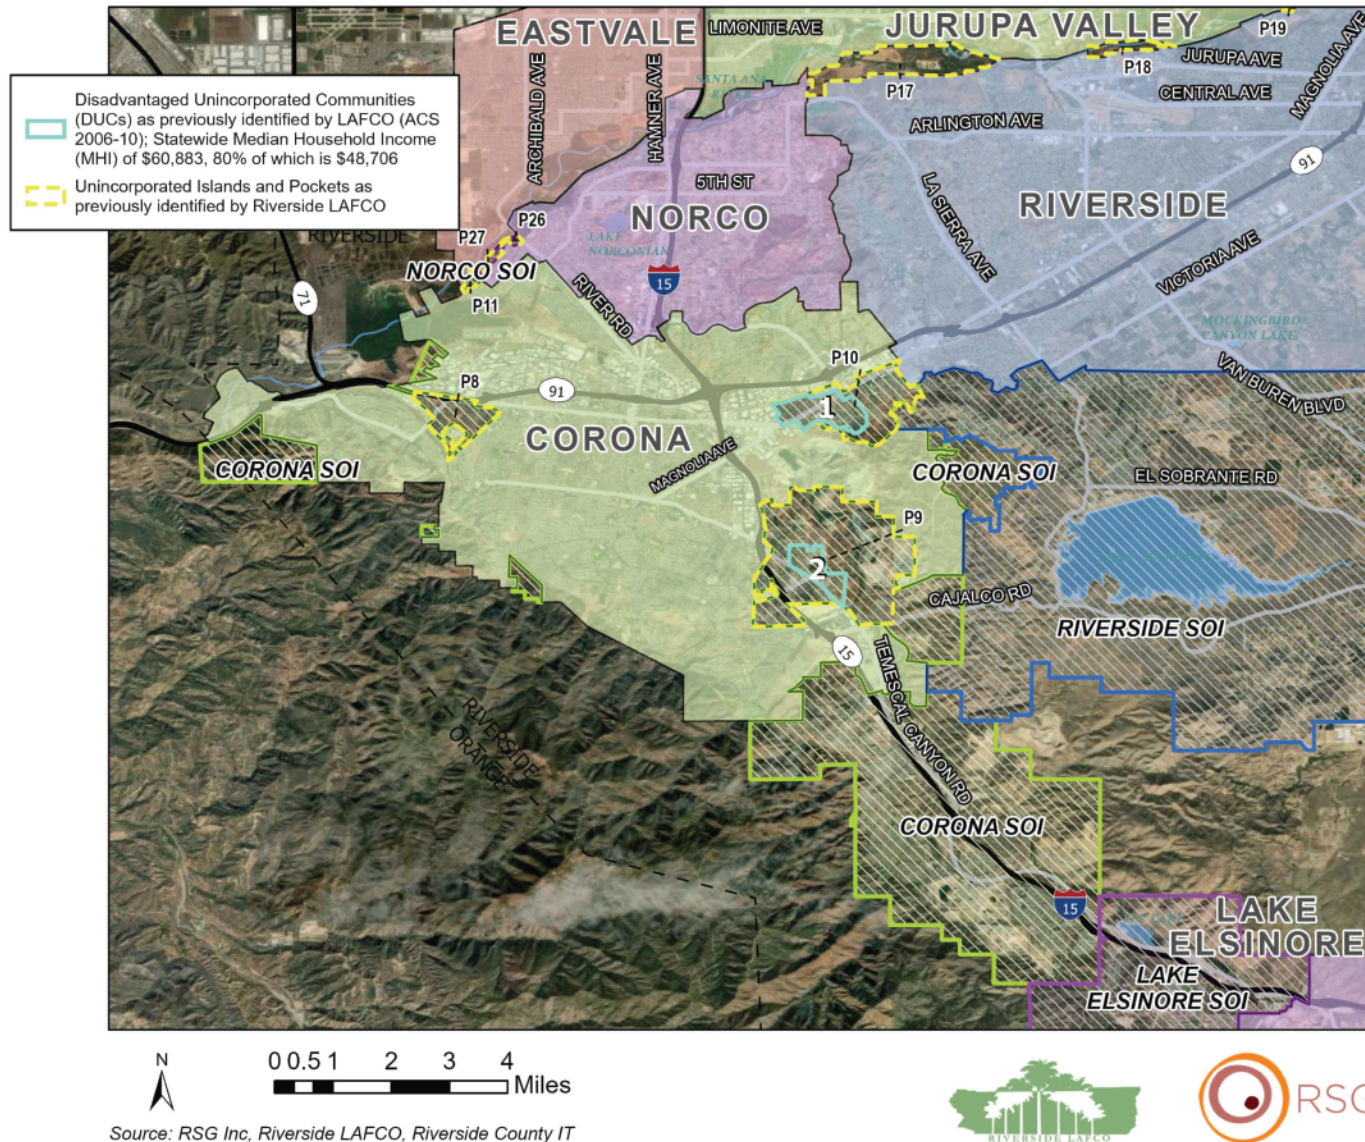 EASTVALE
JURUPA VALLEY
LIMONITE AVE
P19
MAGNOLIA AVE
JURUPA AVE
P18
P17
CENTRAL AVE
SANTA ANA
RIVER
ARCHIBALD AVE
HAMNER AVE
ARLINGTON AVE
91
Disadvantaged Unincorporated Communities
(DUCs) as previously identified by LAFCO (ACS
2006-10); Statewide Median Household Income
(MHI) of $60,883, 80% of which is $48,706
Unincorporated Islands and Pockets as
previously identified by Riverside LAFCO
5TH ST
LA SIERRA AVE
RIVERSIDE
NORCO
P26
P27
RIVERSIDE
LAKE
NORCONIAN
VICTORIA AVE
NORCO SOI
15
71
P11
RIVER RD
MOCKINGBIRD
CANYON LAKE
P10
VAN BUREN BLVD
P8
91
1
CORONA
MAGNOLIA AVE
CORONA SOI
CORONA SOI
EL SOBRANTE RD
P9
2
CAJALCO RD
RIVERSIDE SOI
15
TEMESCAL CANYON RD
RIVERSIDE
ORANGE
CORONA SOI
15
LAKE
ELSINORE
LAKE
ELSINORE SOI
N
0 0.5 1 2 3 4
Miles
Source: RSG Inc, Riverside LAFCO, Riverside County IT
RIVERSIDE LAFCO
RSG